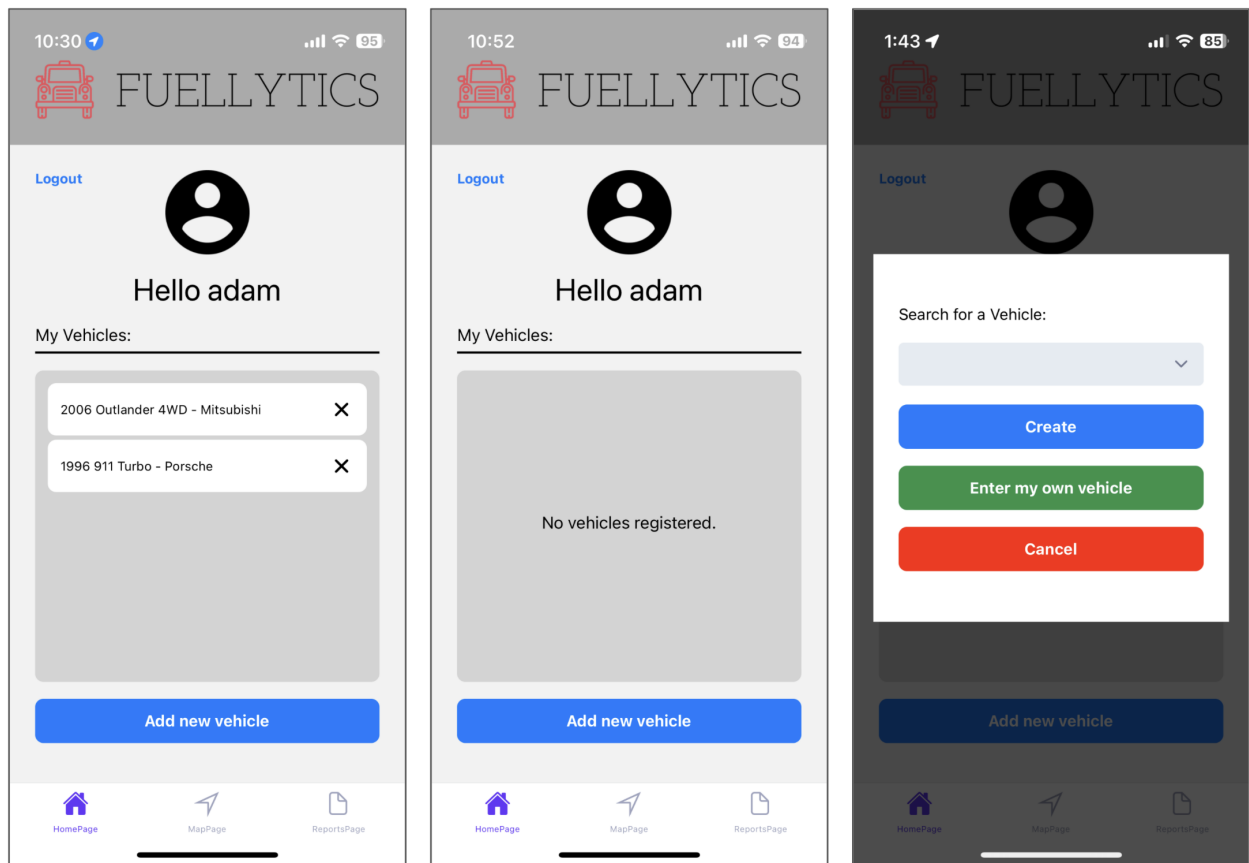 10:30
95
FUELLYTICS
Logout
Hello adam
My Vehicles:
2006 Outlander 4WD - Mitsubishi
1996 911 Turbo - Porsche
Add new vehicle
HomePage
MapPage
ReportsPage
10:52
94
FUELLYTICS
Logout
Hello adam
My Vehicles:
No vehicles registered.
Add new vehicle
HomePage
MapPage
ReportsPage
1:43
85
FUELLYTICS
Logout
Search for a Vehicle:
Create
Enter my own vehicle
Cancel
Add new vehicle
HomePage
MapPage
ReportsPage